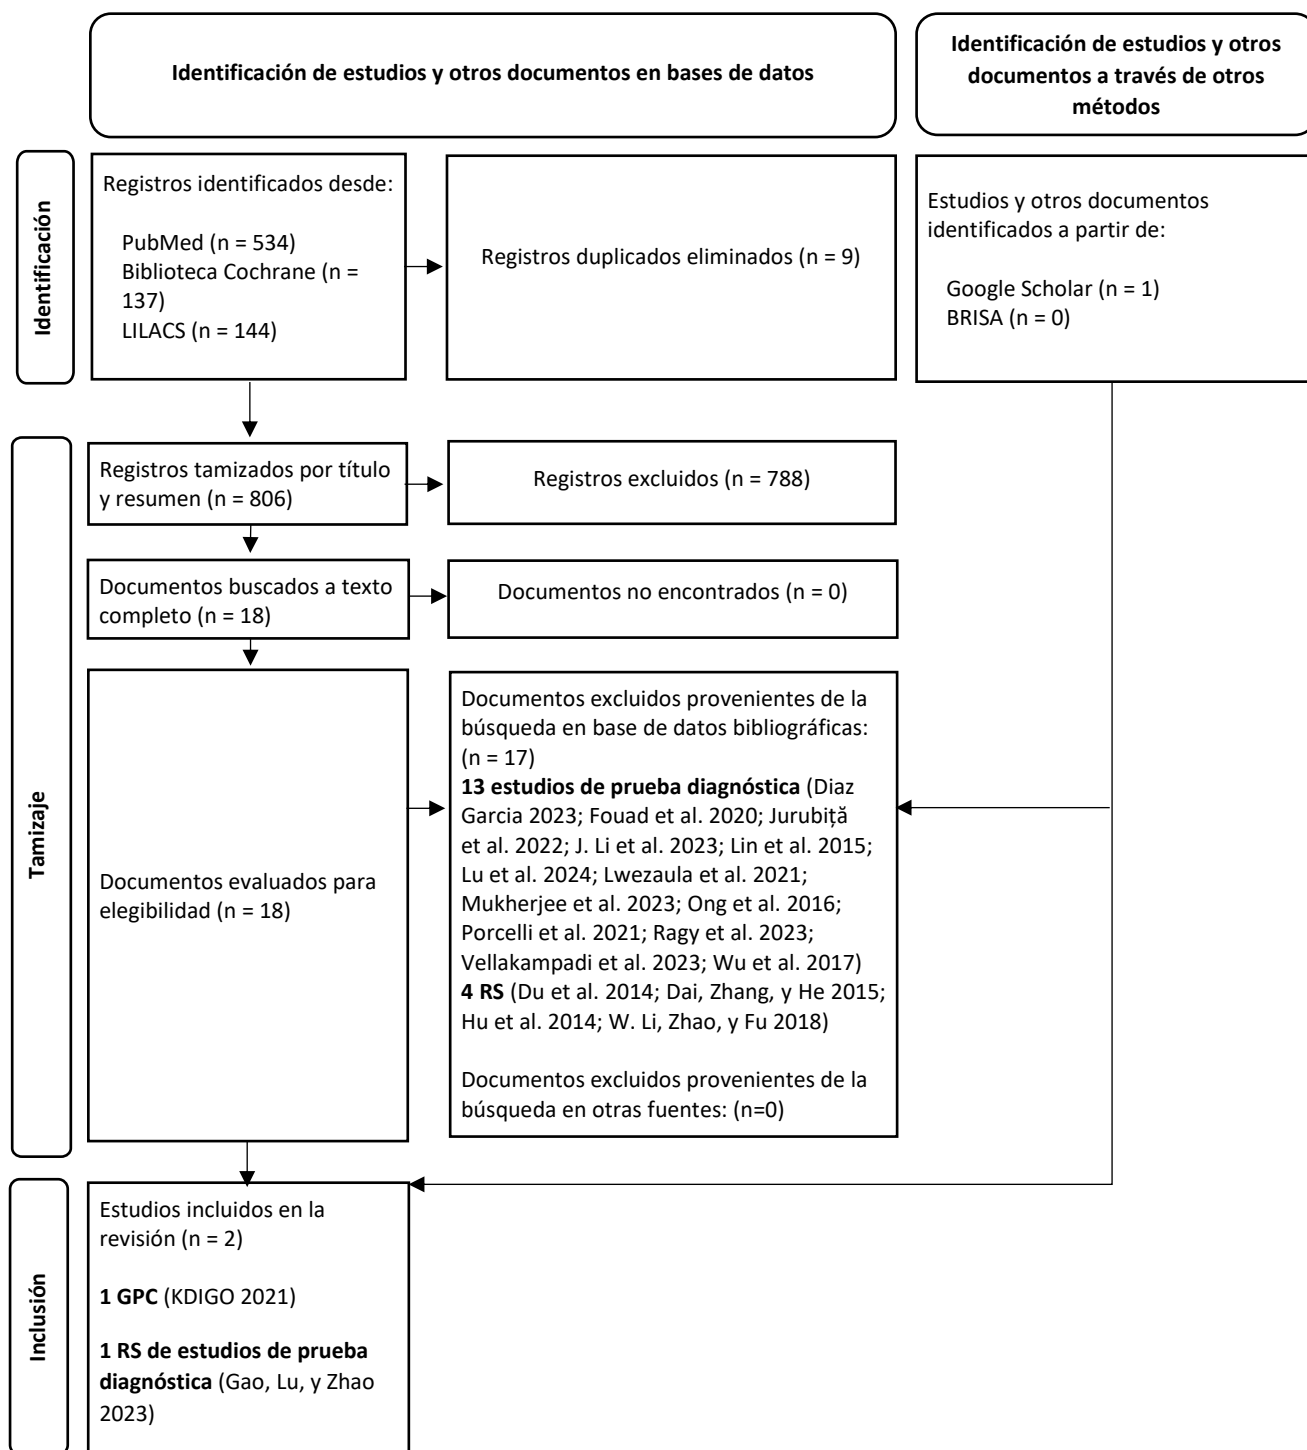 Identificación de estudios y otros documentos en bases de datos
Identificación de estudios y otros
documentos a través de otros
métodos
Identificación
Registros identificados desde:
PubMed (n = 534)
Biblioteca Cochrane (n =
137)
LILACS (n = 144)
Registros duplicados eliminados (n = 9)
Estudios y otros documentos
identificados a partir de:
Google Scholar (n = 1)
BRISA (n = 0)
Tamizaje
Registros tamizados por título
y resumen (n = 806)
Registros excluidos (n = 788)
Documentos buscados a texto
completo (n = 18)
Documentos no encontrados (n = 0)
Documentos evaluados para
elegibilidad (n = 18)
Documentos excluidos provenientes de la
búsqueda en base de datos bibliográficas:
(n = 17)
13 estudios de prueba diagnóstica (Diaz
Garcia 2023; Fouad et al. 2020; Jurubiță
et al. 2022; J. Li et al. 2023; Lin et al. 2015;
Lu et al. 2024; Lwezaula et al. 2021;
Mukherjee et al. 2023; Ong et al. 2016;
Porcelli et al. 2021; Ragy et al. 2023;
Vellakampadi et al. 2023; Wu et al. 2017)
4 RS (Du et al. 2014; Dai, Zhang, y He 2015;
Hu et al. 2014; W. Li, Zhao, y Fu 2018)
Documentos excluidos provenientes de la
búsqueda en otras fuentes: (n=0)
Inclusión
Estudios incluidos en la
revisión (n = 2)
1 GPC (KDIGO 2021)
1 RS de estudios de prueba
diagnóstica (Gao, Lu, y Zhao
2023)